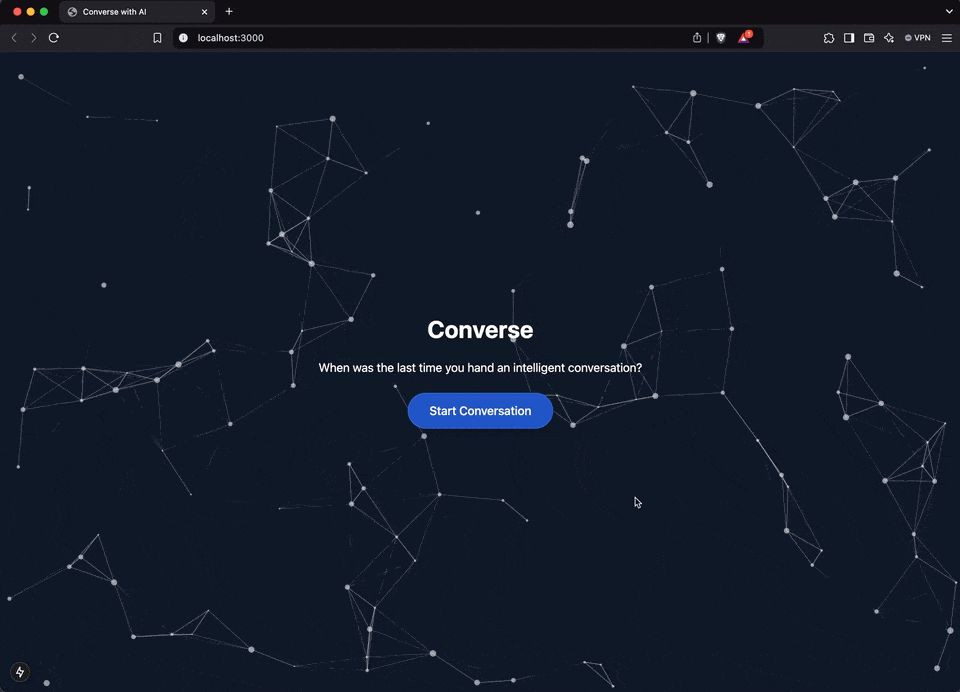 Converse with AI
localhost:3000
1
VPN
Converse
When was the last time you hand an intelligent conversation?
Start Conversation